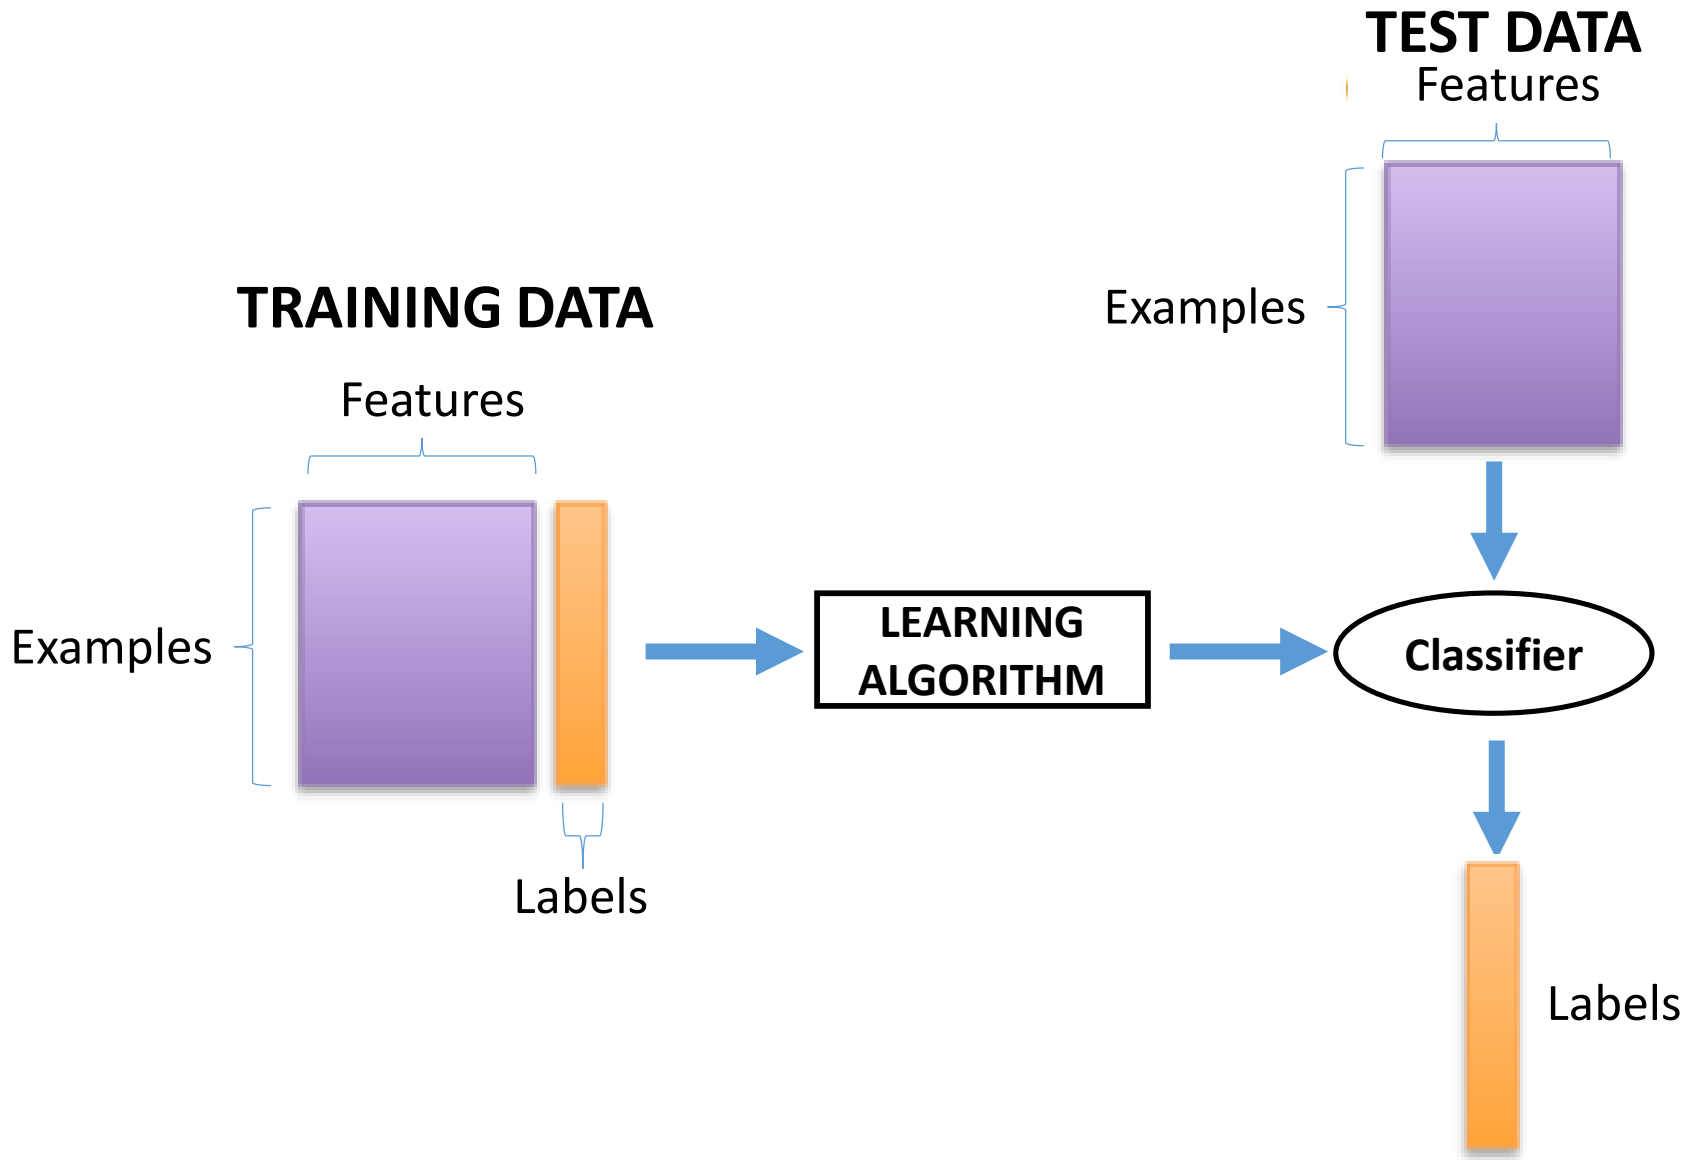 TEST DATA
Features
Examples
TRAINING DATA
Features
Examples
Labels
LEARNING
ALGORITHM
Classifier
Labels